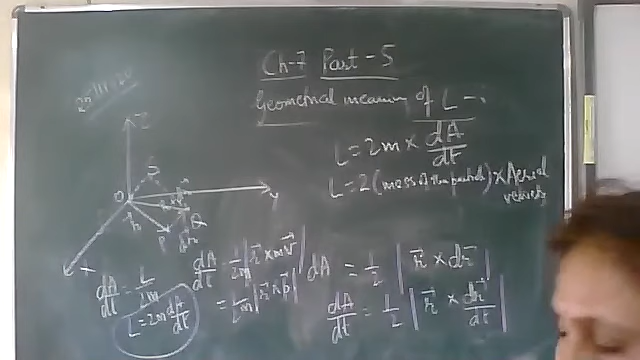 Ch-7 Part-5
Geometrical meaning of L -:
L = 2m × dA/dt
L = 2 (mass of the particle) × Aerial velocity
Z
S
O
Y
Q
P
X
dA = 1/2 | r⃗ × dr⃗ |
dA/dt = 1/2 | r⃗ × dr⃗/dt |
dA/dt = 1/2m | r⃗ × mv⃗ |
= 1/2m | r⃗ × p⃗ |
dA/dt = L/2m
L = 2m dA/dt